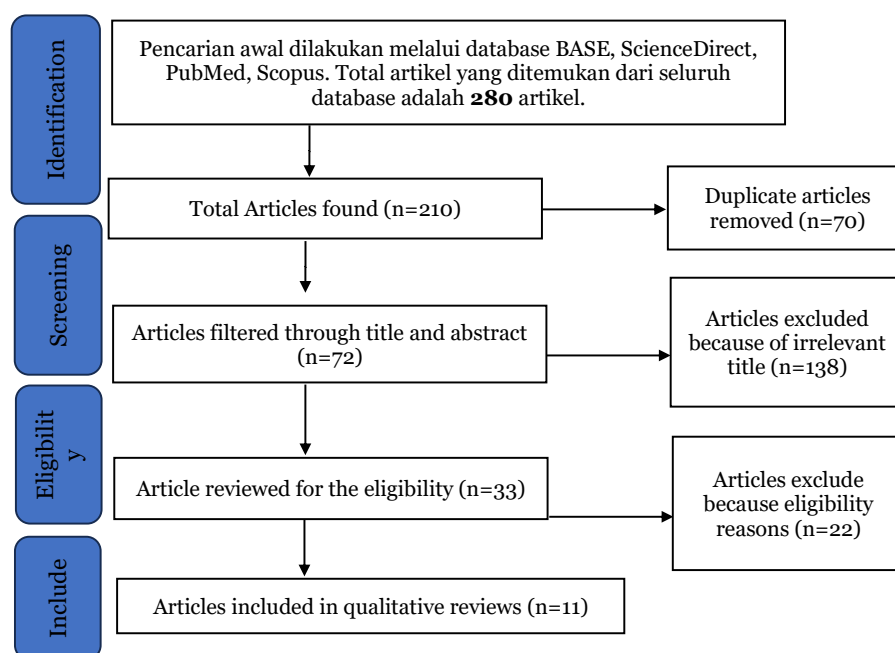 Identification
Pencarian awal dilakukan melalui database BASE, ScienceDirect,
PubMed, Scopus. Total artikel yang ditemukan dari seluruh
database adalah 280 artikel.
Total Articles found (n=210)
Duplicate articles
removed (n=70)
Screening
Articles filtered through title and abstract
(n=72)
Articles excluded
because of irrelevant
title (n=138)
Eligibilit
y
Article reviewed for the eligibility (n=33)
Articles exclude
because eligibility
reasons (n=22)
Include
Articles included in qualitative reviews (n=11)